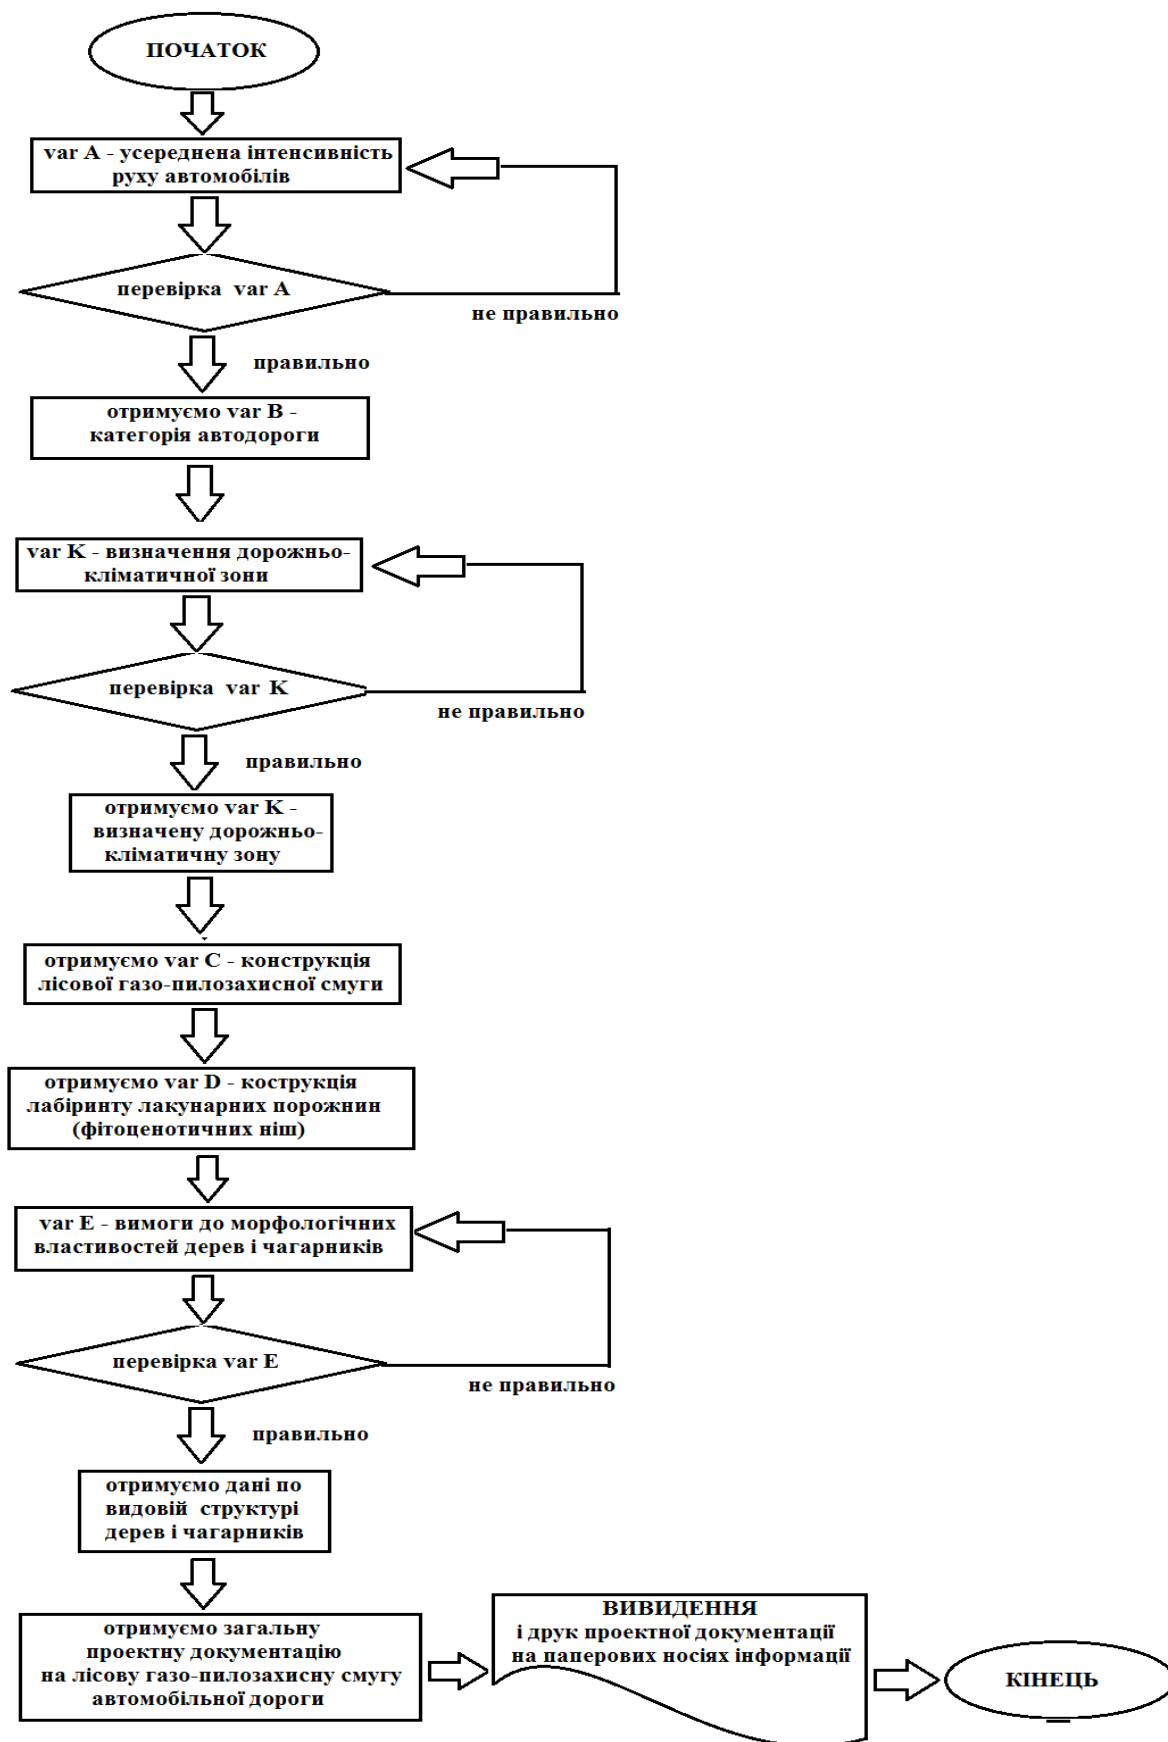 ПОЧАТОК
var A - усереднена інтенсивність
руху автомобілів
перевірка var A
не правильно
правильно
отримуємо var B -
категорія автодороги
var K - визначення дорожньо-
кліматичної зони
перевірка var K
не правильно
правильно
отримуємо var K -
визначену дорожньо-
кліматичну зону
отримуємо var C - конструкція
лісової газо-пилозахисної смуги
отримуємо var D - кострукція
лабіринту лакунарних порожнин
(фітоценотичних ніш)
var E - вимоги до морфологічних
властивостей дерев і чагарників
перевірка var E
не правильно
правильно
отримуємо дані по
видовій структурі
дерев і чагарників
отримуємо загальну
проектну документацію
на лісову газо-пилозахисну смугу
автомобільної дороги
ВИВИДЕННЯ
і друк проектної документації
на паперових носіях інформації
КІНЕЦЬ